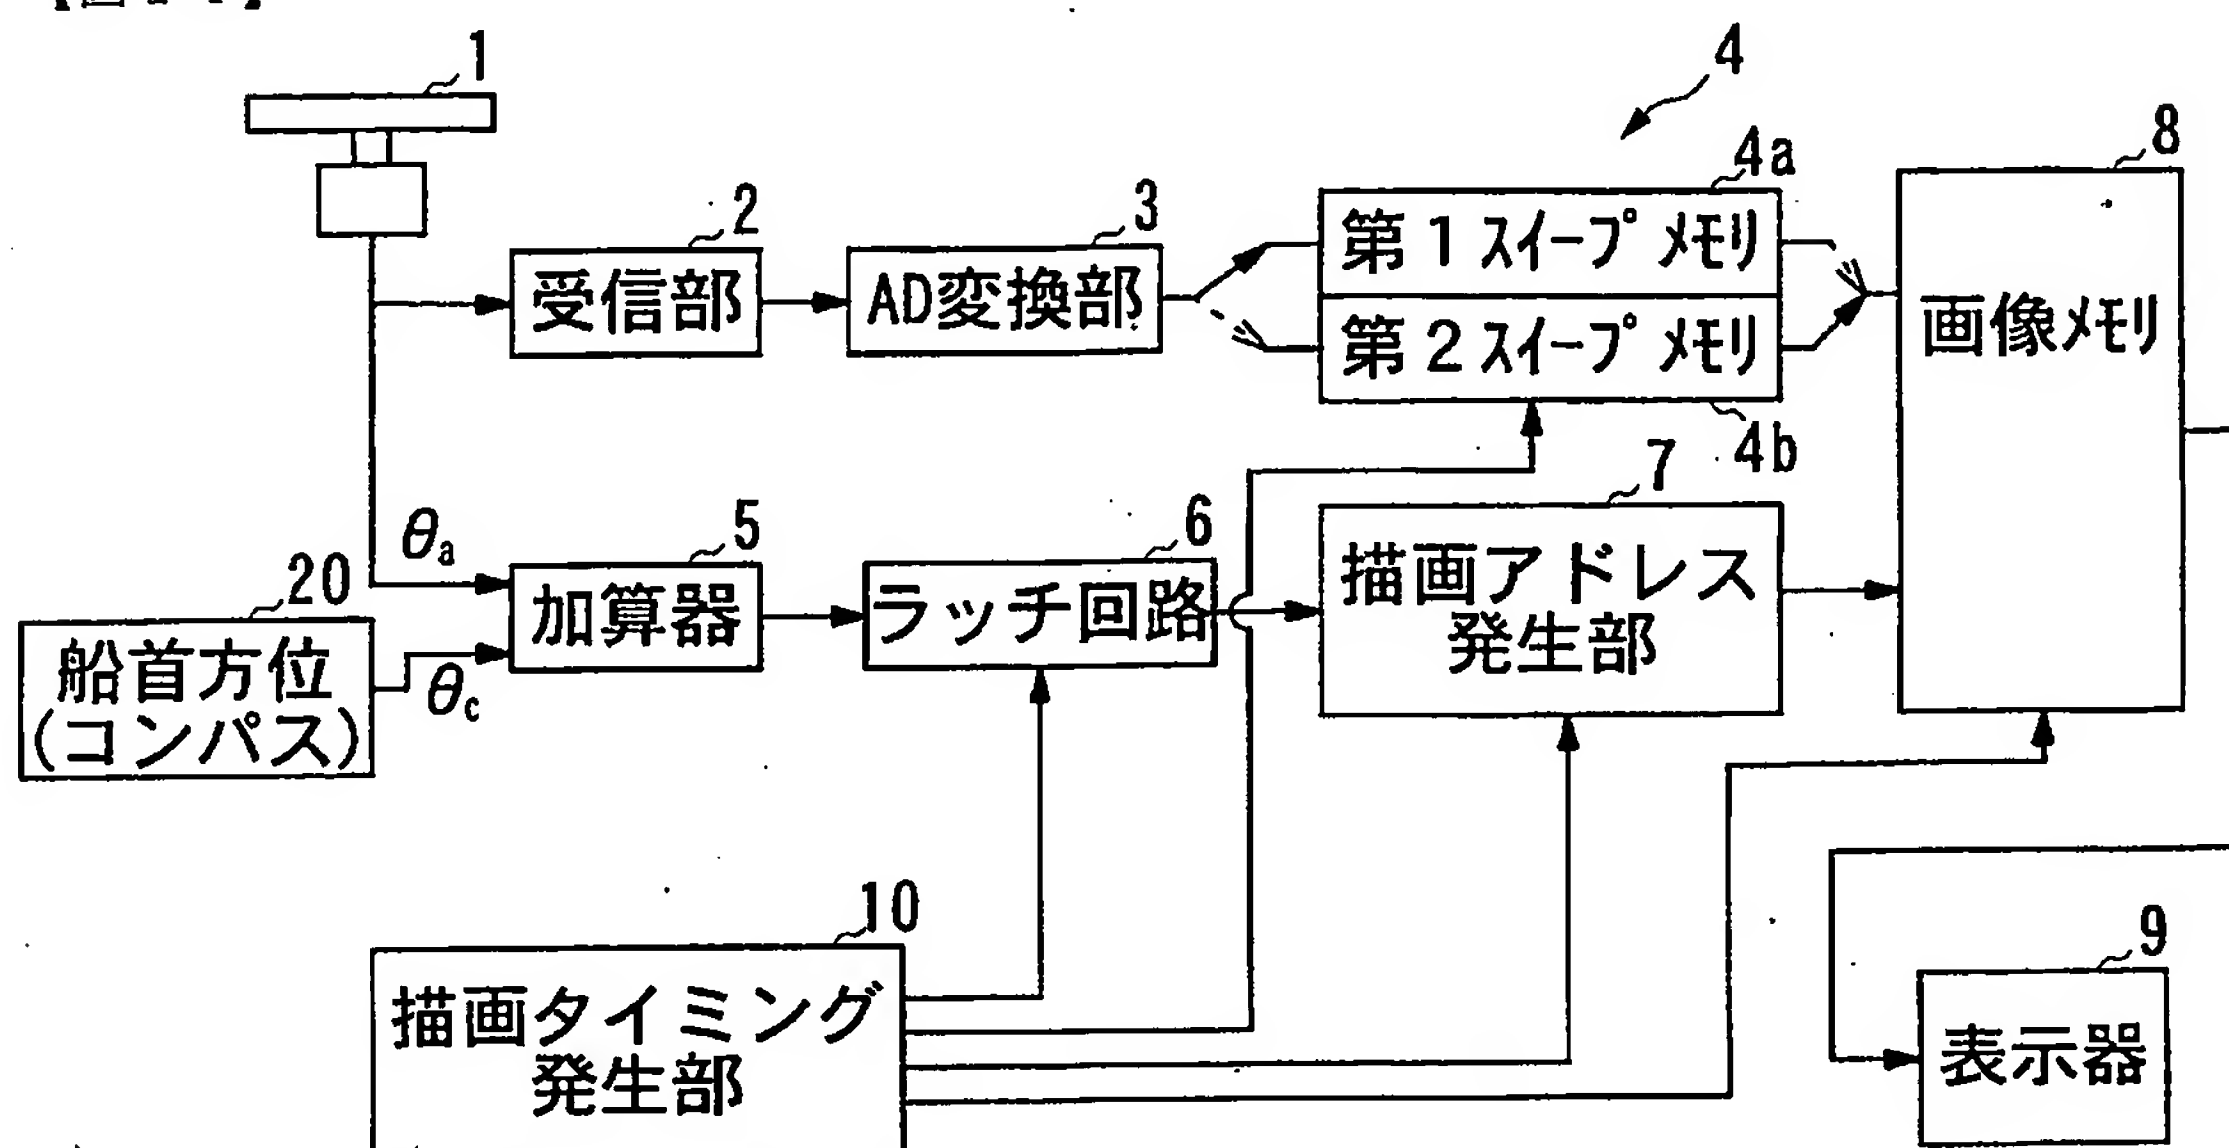 1
4
8
4a
2
3
第1スイープメモリ
受信部
AD変換部
画像メモリ
第2スイープメモリ
4b
7
5
6
θa
20
加算器
ラッチ回路
描画アドレス
発生部
船首方位
(コンパス)
θc
10
9
描画タイミング
発生部
表示器